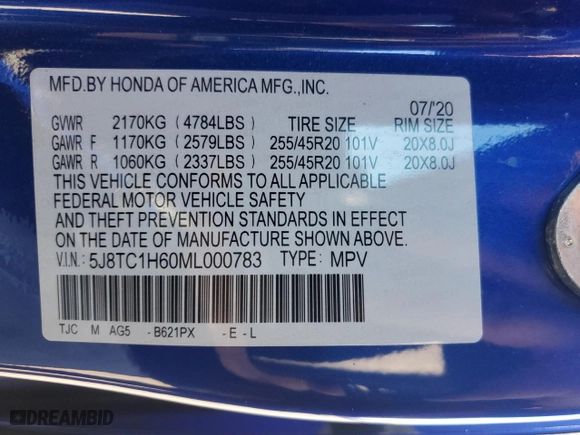 MFD.BY HONDA OF AMERICA MFG.,INC.
07/'20
GVWR 2170KG (4784LBS) TIRE SIZE RIM SIZE
GAWR F 1170KG (2579LBS) 255/45R20 101V 20X8.0J
GAWR R 1060KG (2337LBS) 255/45R20 101V 20X8.0J
THIS VEHICLE CONFORMS TO ALL APPLICABLE
FEDERAL MOTOR VEHICLE SAFETY
AND THEFT PREVENTION STANDARDS IN EFFECT
ON THE DATE OF MANUFACTURE SHOWN ABOVE.
V.I.N.: 5J8TC1H60ML000783 TYPE: MPV
TJC M AG5 -B621PX -E-L
DREAMBID